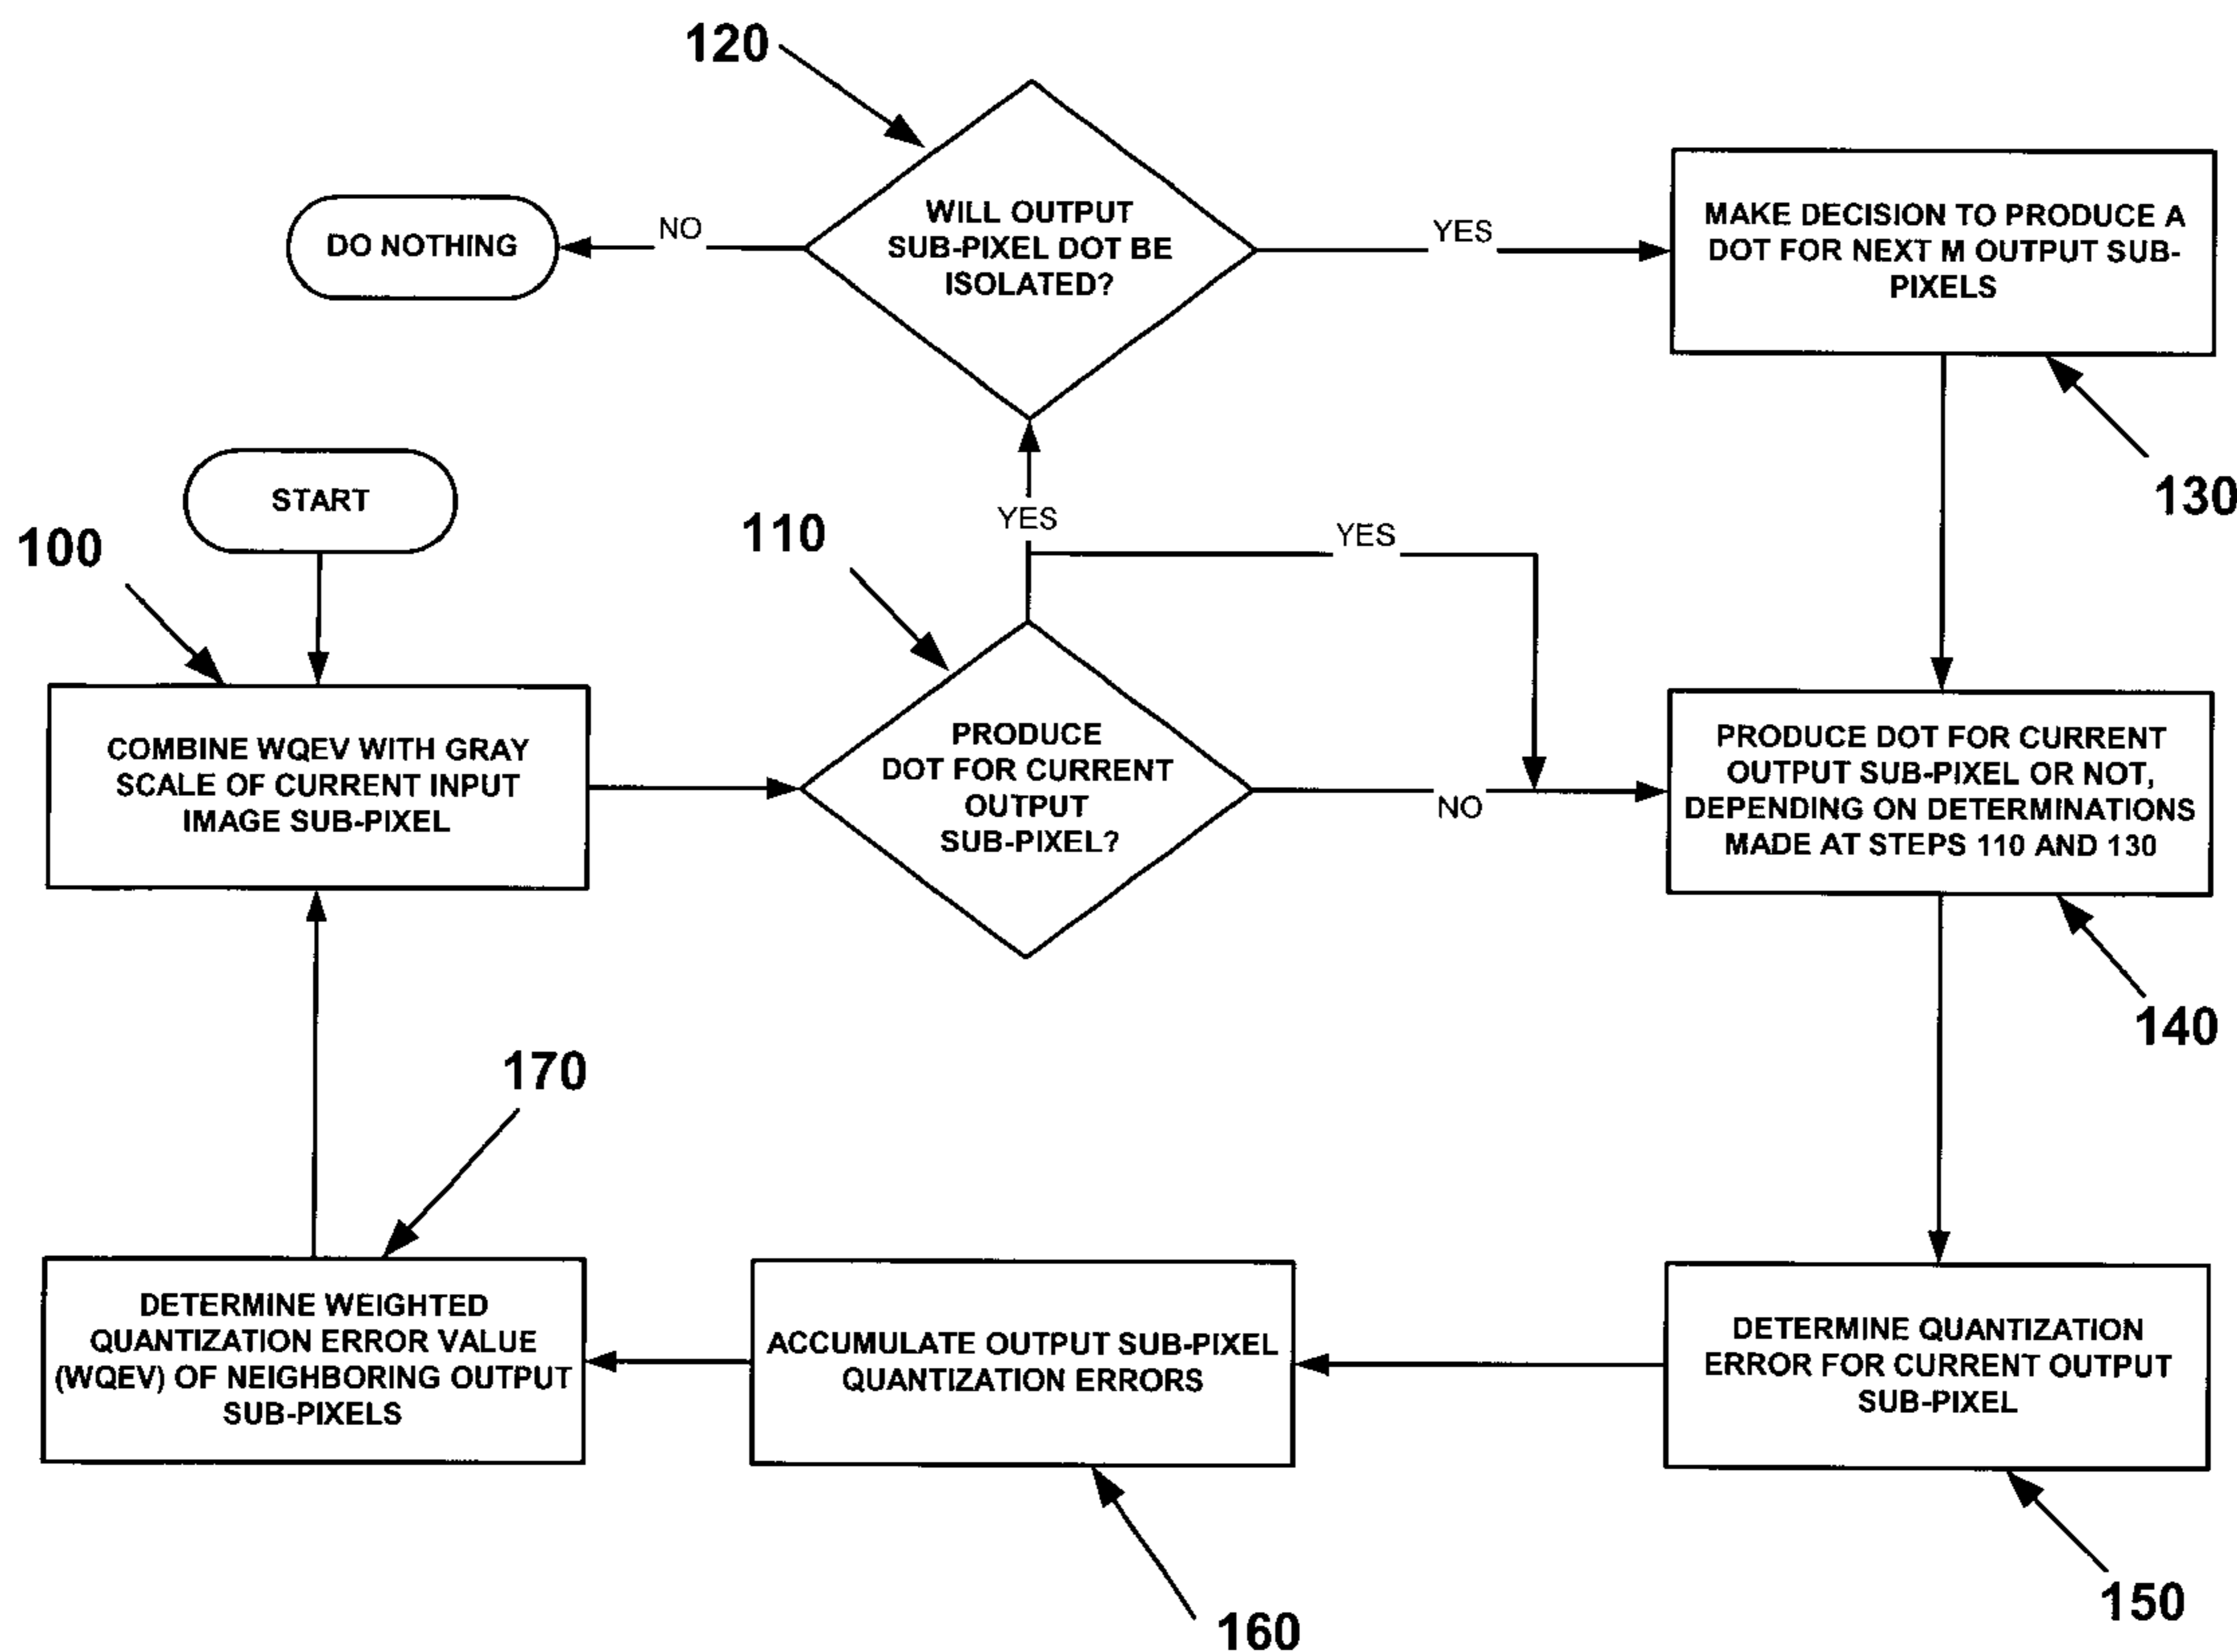 120
WILL OUTPUT
SUB-PIXEL DOT BE
ISOLATED?
DO NOTHING
NO
YES
MAKE DECISION TO PRODUCE A
DOT FOR NEXT M OUTPUT SUB-
PIXELS
130
START
100
110
YES
YES
COMBINE WQEV WITH GRAY
SCALE OF CURRENT INPUT
IMAGE SUB-PIXEL
PRODUCE
DOT FOR CURRENT
OUTPUT
SUB-PIXEL?
NO
PRODUCE DOT FOR CURRENT
OUTPUT SUB-PIXEL OR NOT,
DEPENDING ON DETERMINATIONS
MADE AT STEPS 110 AND 130
140
170
DETERMINE WEIGHTED
QUANTIZATION ERROR VALUE
(WQEV) OF NEIGHBORING OUTPUT
SUB-PIXELS
ACCUMULATE OUTPUT SUB-PIXEL
QUANTIZATION ERRORS
DETERMINE QUANTIZATION
ERROR FOR CURRENT OUTPUT
SUB-PIXEL
160
150